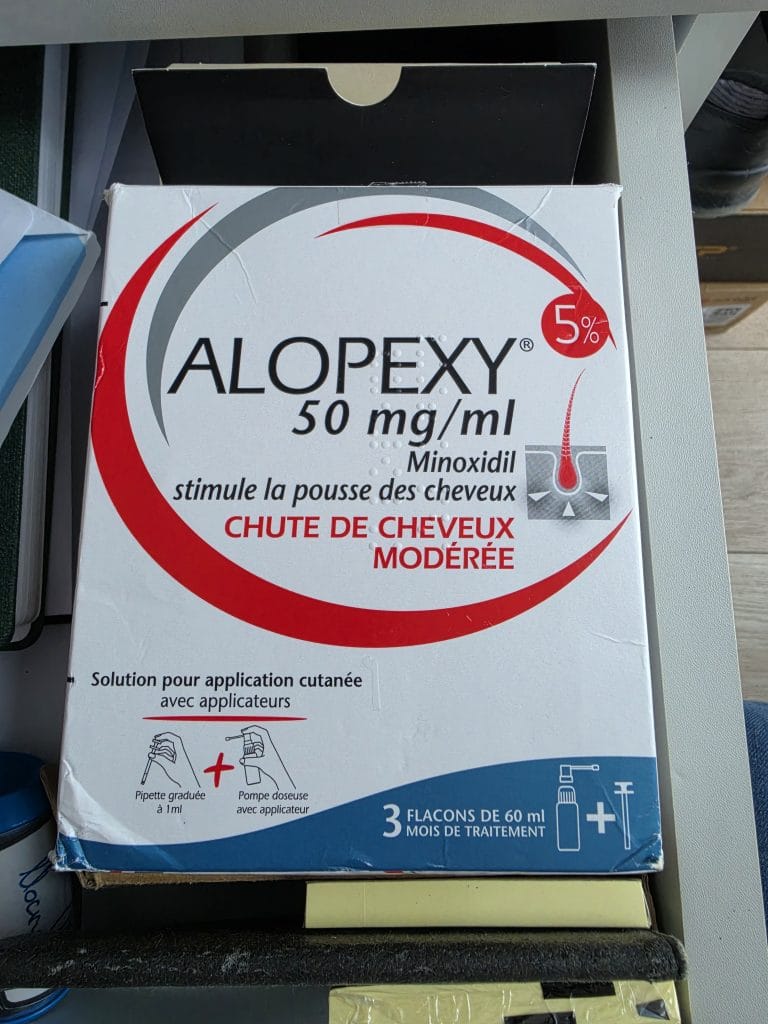 5%
ALOPEXY®
50 mg/ml
Minoxidil
stimule la pousse des cheveux
CHUTE DE CHEVEUX
MODÉRÉE
Solution pour application cutanée
avec applicateurs
Pipette graduée
à 1ml
+
Pompe doseuse
avec applicateur
3 FLACONS DE 60 ml
MOIS DE TRAITEMENT
+